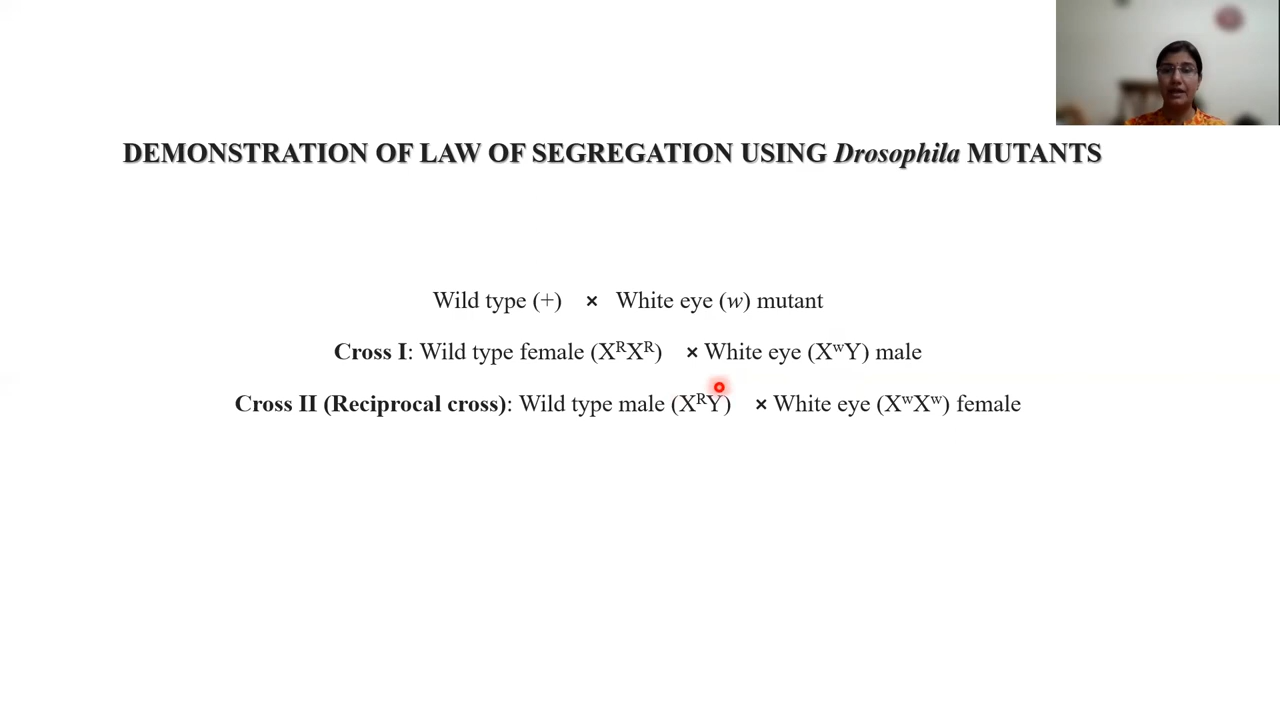 DEMONSTRATION OF LAW OF SEGREGATION USING Drosophila MUTANTS
Wild type (+) × White eye (w) mutant
Cross I: Wild type female (XᴿXᴿ) × White eye (XʷY) male
Cross II (Reciprocal cross): Wild type male (XᴿY) × White eye (XʷXʷ) female